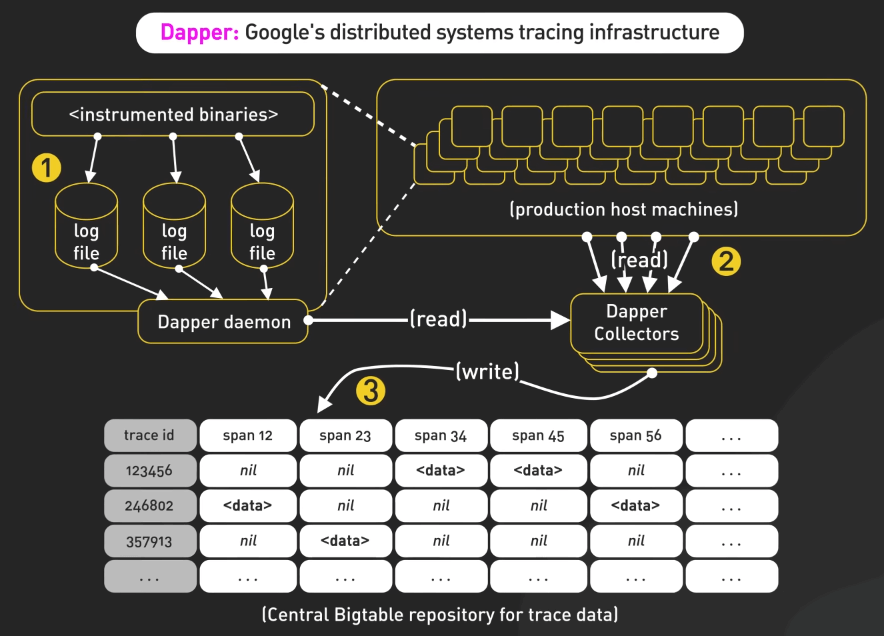 Dapper: Google's distributed systems tracing infrastructure
<instrumented binaries>
1
log
file
log
file
log
file
Dapper daemon
(production host machines)
(read)
2
(read)
Dapper
Collectors
(write)
3
trace id span 12 span 23 span 34 span 45 span 56 ...
123456 nil nil <data> <data> nil ...
246802 <data> nil nil nil <data> ...
357913 nil <data> nil nil nil ...
... ... ... ... ... ... ...
(Central Bigtable repository for trace data)